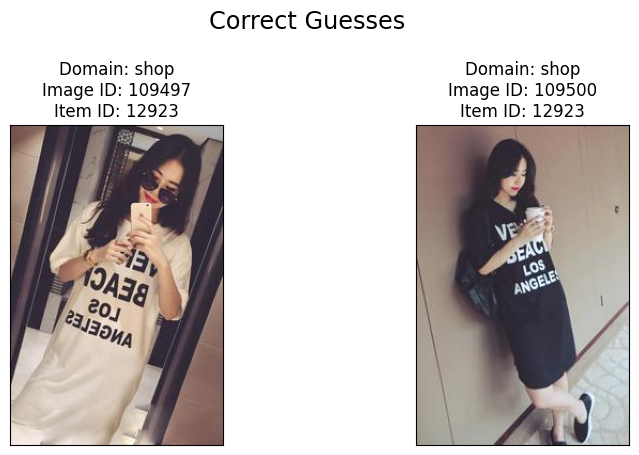 Correct Guesses
Domain: shop
Image ID: 109497
Item ID: 12923
Domain: shop
Image ID: 109500
Item ID: 12923
BEACH
LOS
ANGELES
BEACH
LOS
ANGELES